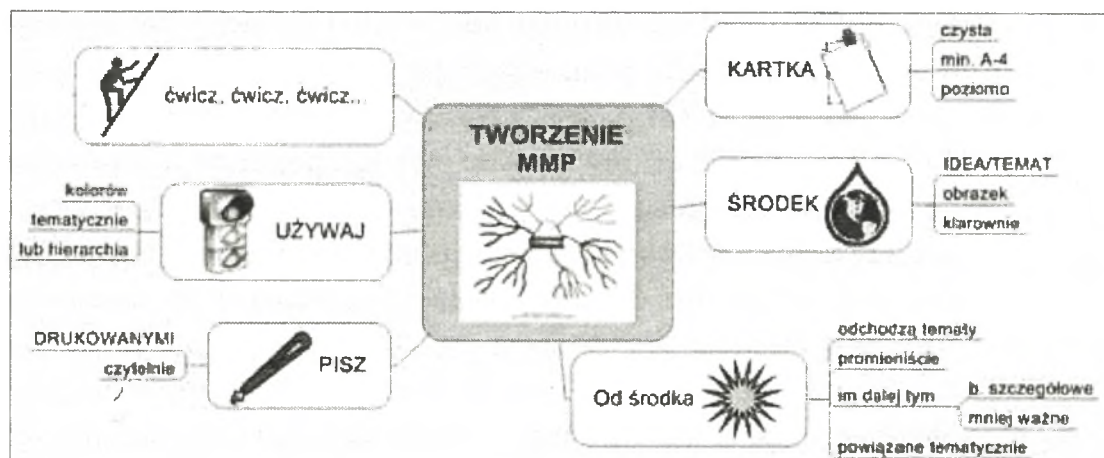 TWORZENIE
MMP
KARTKA
czysta
min. A-4
poziomo
ŚRODEK
IDEA/TEMAT
obrazek
klarownie
Od środka
odchodzą tematy
promieniście
im dalej tym
b. szczegółowe
mniej ważne
powiązane tematycznie
PISZ
DRUKOWANYMI
czytelnie
UŻYWAJ
kolorów
tematycznie
lub hierarchia
ćwicz, ćwicz, ćwicz...